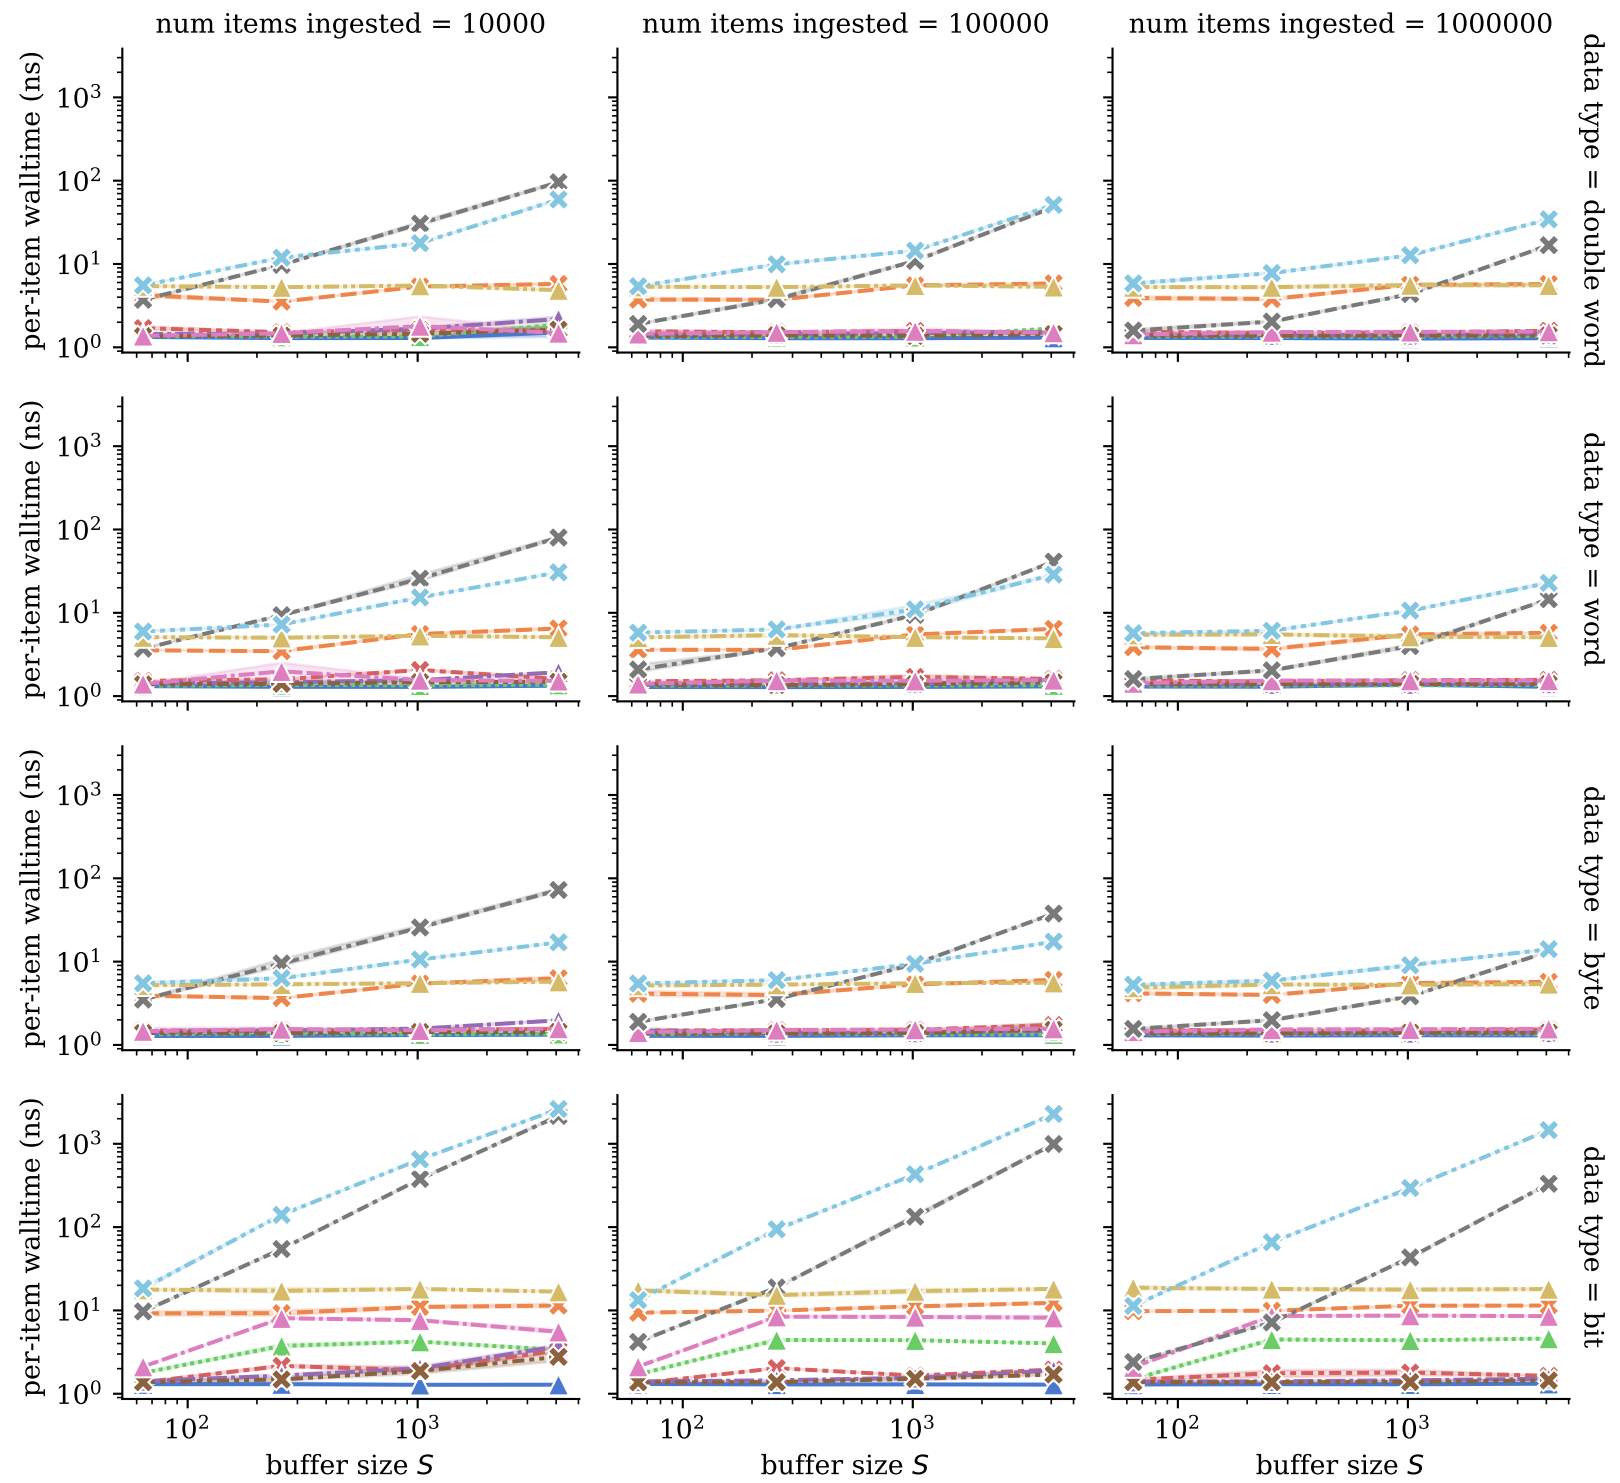 num items ingested = 10000
num items ingested = 100000
num items ingested = 1000000
per-item walltime (ns)
10³
10²
10¹
10⁰
data type = double word
per-item walltime (ns)
10³
10²
10¹
10⁰
data type = word
per-item walltime (ns)
10³
10²
10¹
10⁰
data type = byte
per-item walltime (ns)
10³
10²
10¹
10⁰
data type = bit
10² 10³
10² 10³
10² 10³
buffer size S
buffer size S
buffer size S